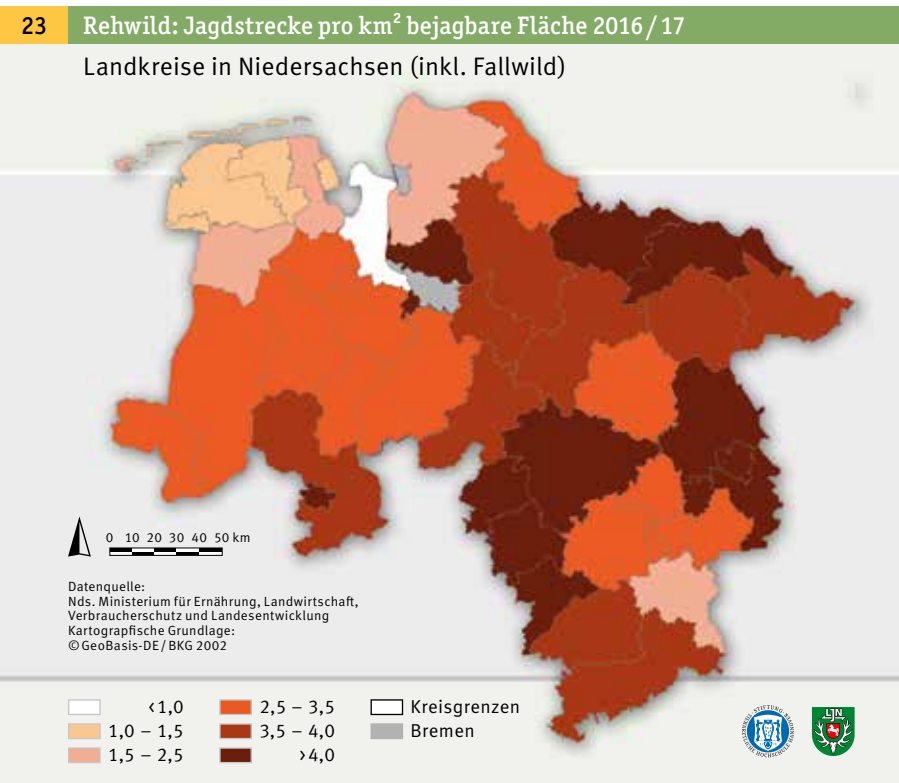 23 Rehwild: Jagdstrecke pro km² bejagbare Fläche 2016/17
Landkreise in Niedersachsen (inkl. Fallwild)
0 10 20 30 40 50 km
Datenquelle:
Nds. Ministerium für Ernährung, Landwirtschaft,
Verbraucherschutz und Landesentwicklung
Kartografische Grundlage:
© GeoBasis-DE / BKG 2002
<1,0
1,0 – 1,5
1,5 – 2,5
2,5 – 3,5
3,5 – 4,0
>4,0
Kreisgrenzen
Bremen
STIFTUNG
LJN